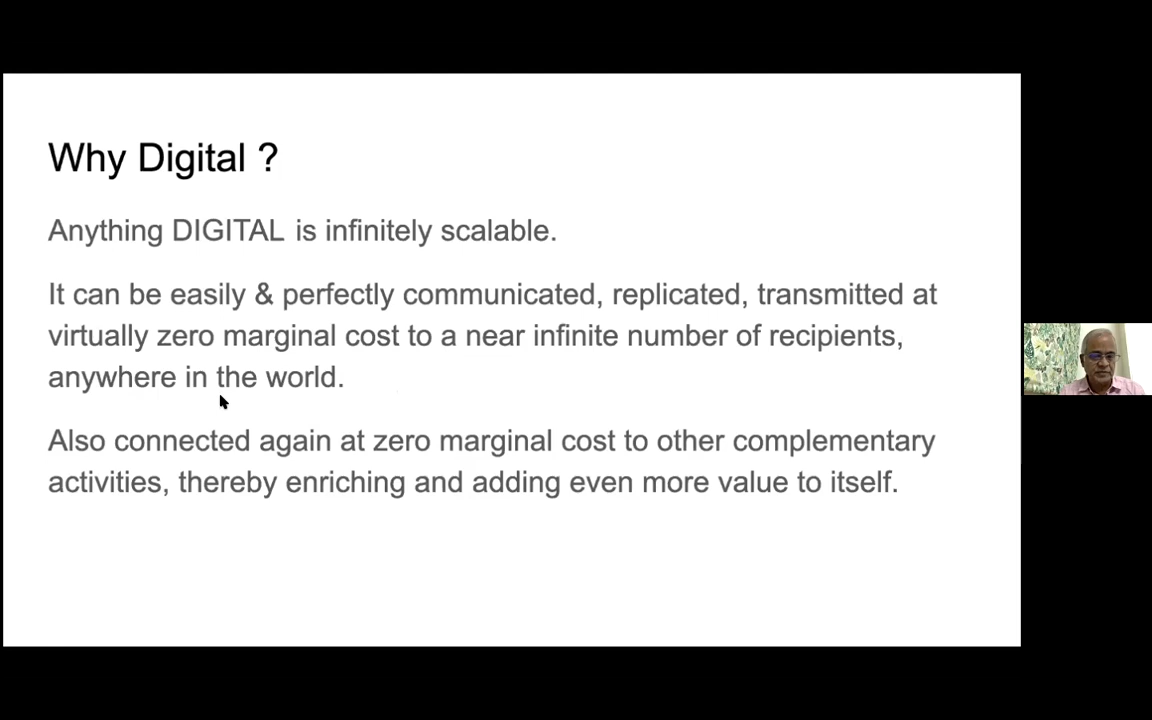 Why Digital ?
Anything DIGITAL is infinitely scalable.
It can be easily & perfectly communicated, replicated, transmitted at
virtually zero marginal cost to a near infinite number of recipients,
anywhere in the world.
Also connected again at zero marginal cost to other complementary
activities, thereby enriching and adding even more value to itself.